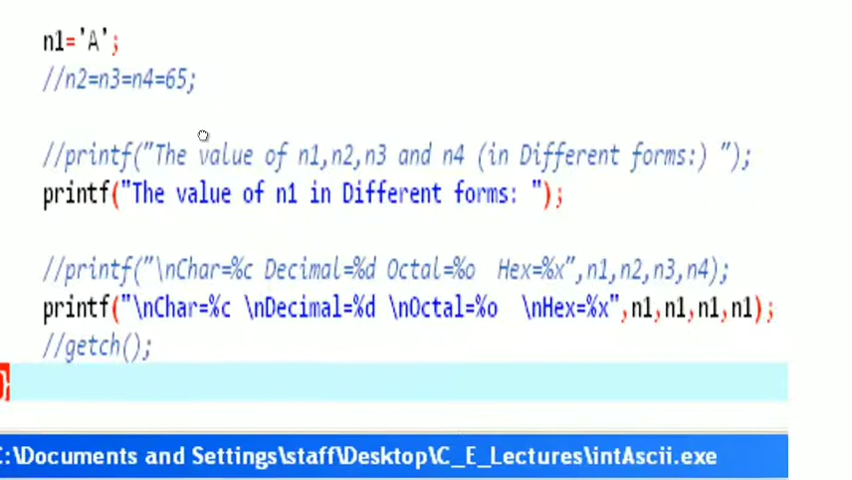 n1='A';
//n2=n3=n4=65;
//printf("The value of n1,n2,n3 and n4 (in Different forms:) ");
printf("The value of n1 in Different forms: ");
//printf("\nChar=%c Decimal=%d Octal=%o  Hex=%x",n1,n2,n3,n4);
printf("\nChar=%c \nDecimal=%d \nOctal=%o  \nHex=%x",n1,n1,n1,n1);
//getch();
}
C:\Documents and Settings\staff\Desktop\C_E_Lectures\intAscii.exe